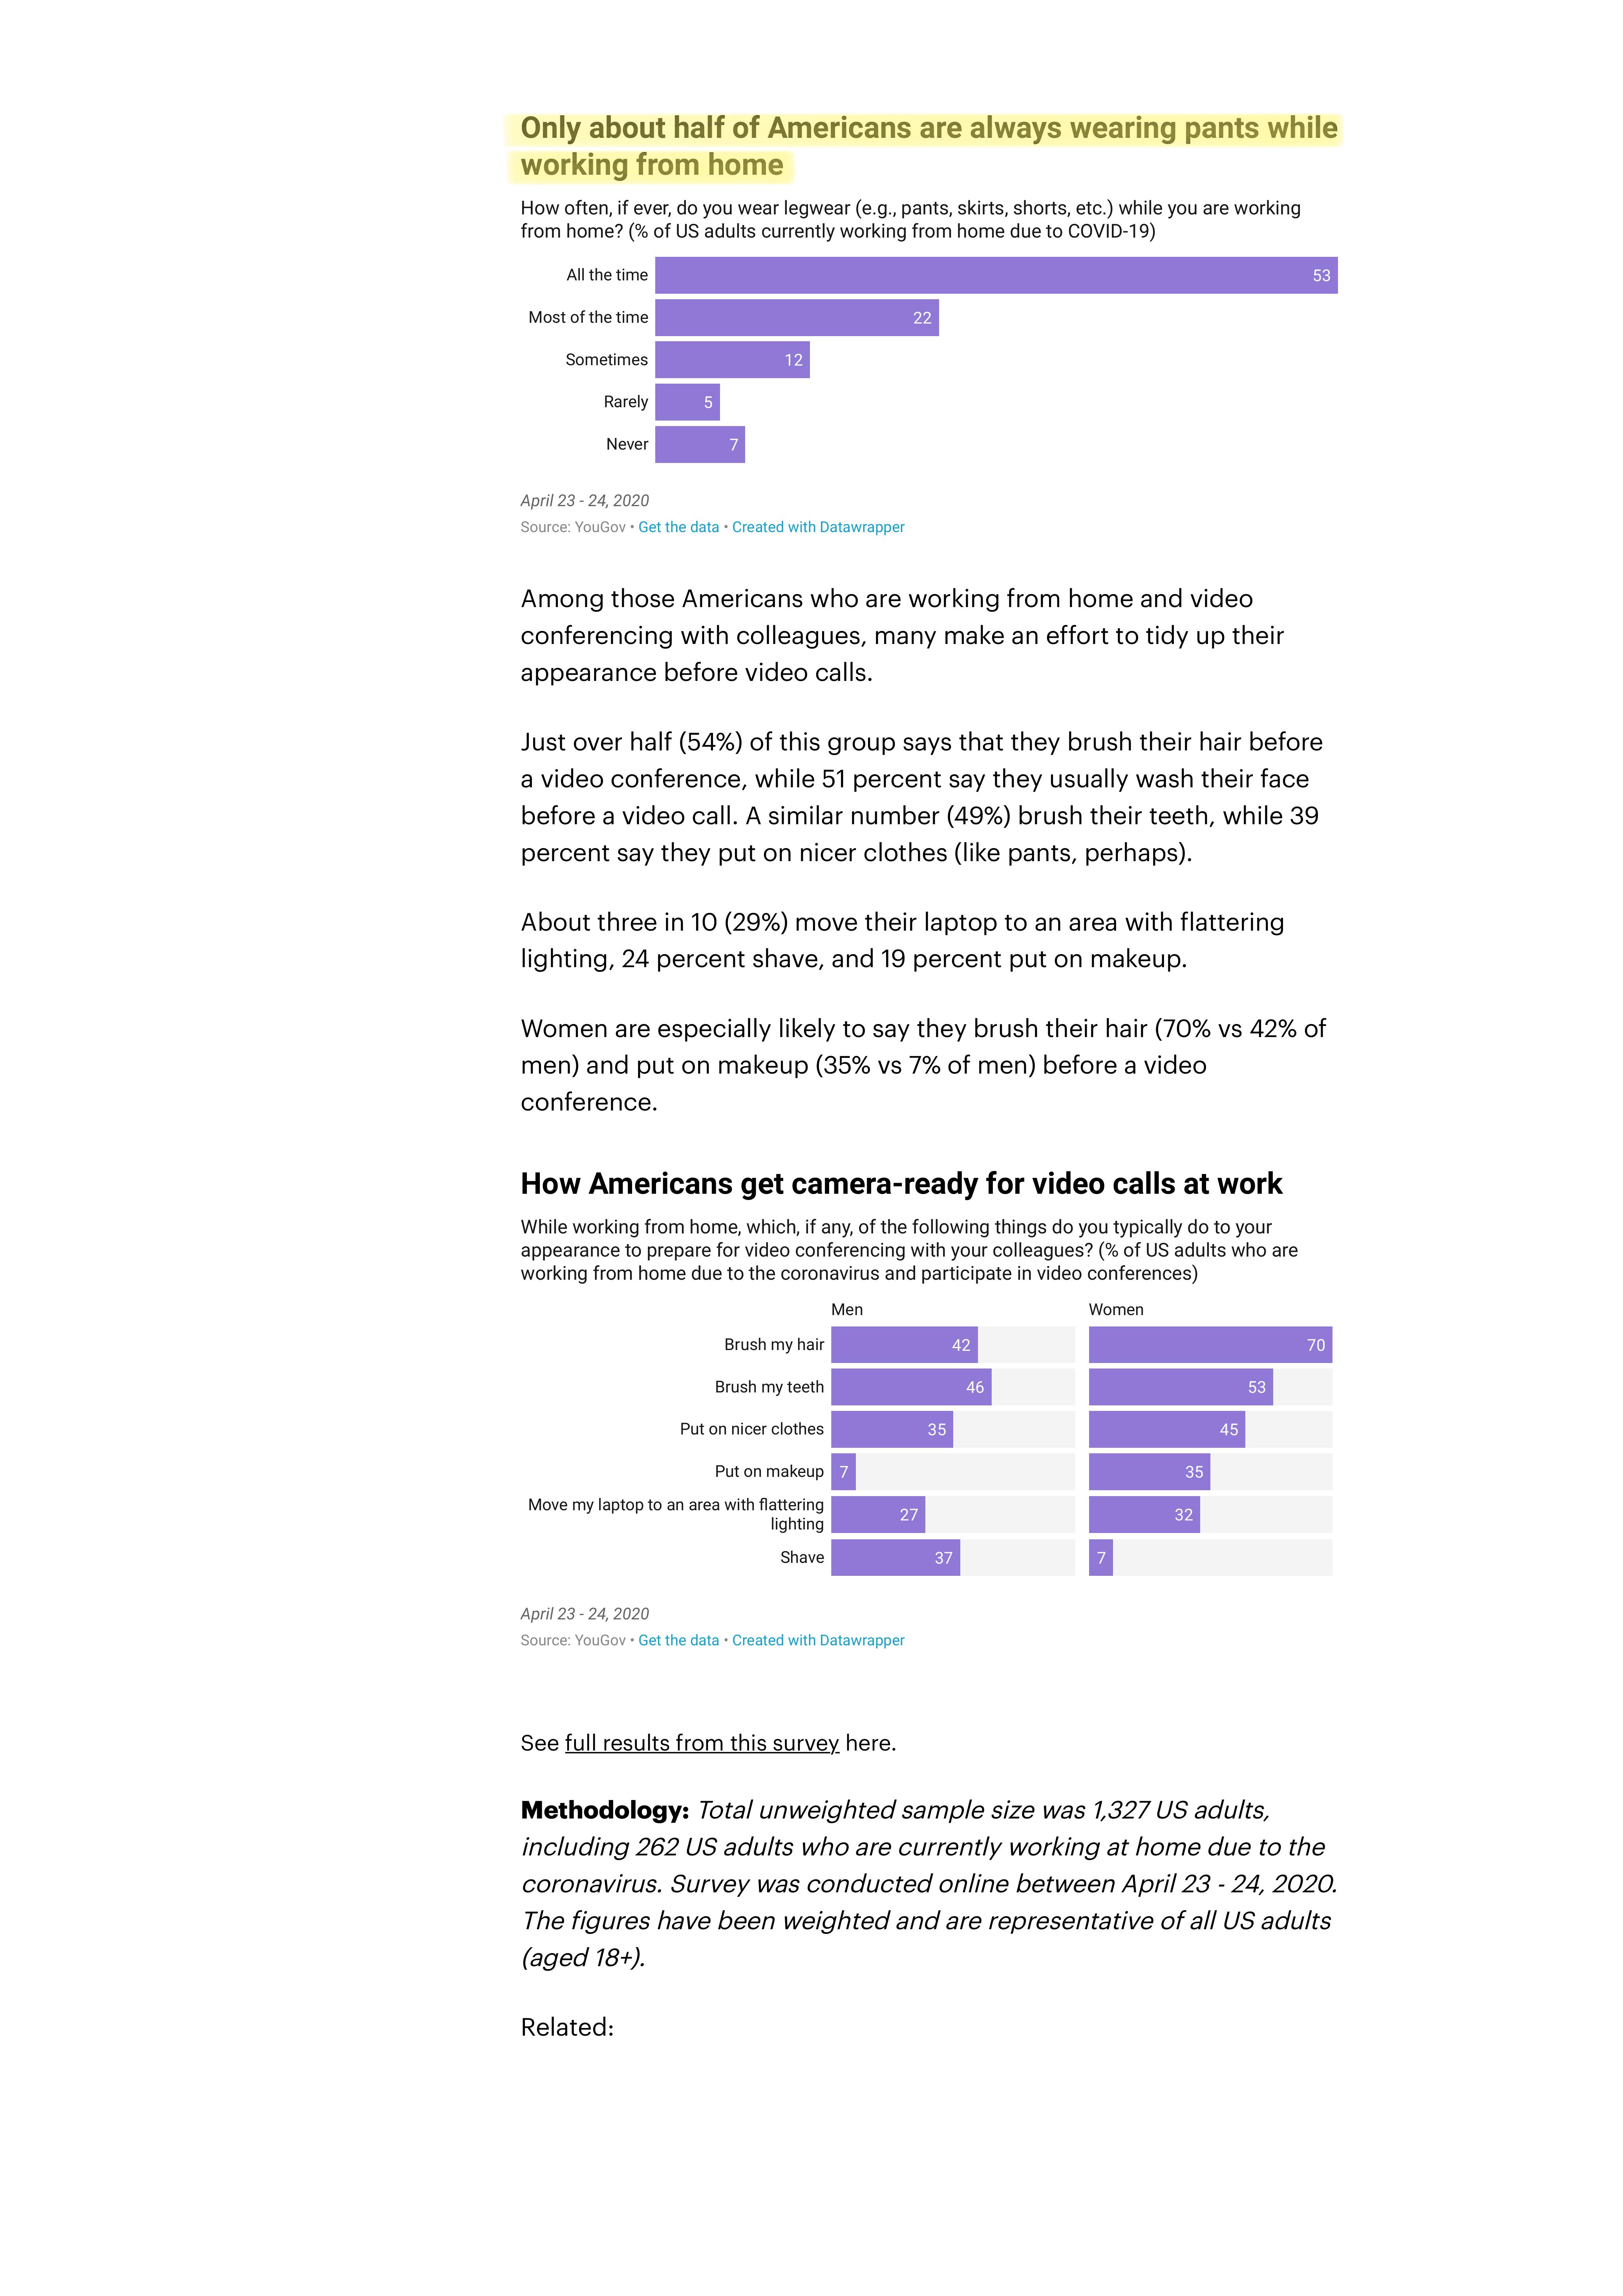 Only about half of Americans are always wearing pants while
working from home
How often, if ever, do you wear legwear (e.g., pants, skirts, shorts, etc.) while you are working
from home? (% of US adults currently working from home due to COVID-19)
All the time 53
Most of the time 22
Sometimes 12
Rarely 5
Never 7
April 23 - 24, 2020
Source: YouGov • Get the data • Created with Datawrapper
Among those Americans who are working from home and video
conferencing with colleagues, many make an effort to tidy up their
appearance before video calls.
Just over half (54%) of this group says that they brush their hair before
a video conference, while 51 percent say they usually wash their face
before a video call. A similar number (49%) brush their teeth, while 39
percent say they put on nicer clothes (like pants, perhaps).
About three in 10 (29%) move their laptop to an area with flattering
lighting, 24 percent shave, and 19 percent put on makeup.
Women are especially likely to say they brush their hair (70% vs 42% of
men) and put on makeup (35% vs 7% of men) before a video
conference.
How Americans get camera-ready for video calls at work
While working from home, which, if any, of the following things do you typically do to your
appearance to prepare for video conferencing with your colleagues? (% of US adults who are
working from home due to the coronavirus and participate in video conferences)
Men Women
Brush my hair 42 70
Brush my teeth 46 53
Put on nicer clothes 35 45
Put on makeup 7 35
Move my laptop to an area with flattering
lighting 27 32
Shave 37 7
April 23 - 24, 2020
Source: YouGov • Get the data • Created with Datawrapper
See full results from this survey here.
Methodology: Total unweighted sample size was 1,327 US adults,
including 262 US adults who are currently working at home due to the
coronavirus. Survey was conducted online between April 23 - 24, 2020.
The figures have been weighted and are representative of all US adults
(aged 18+).
Related: